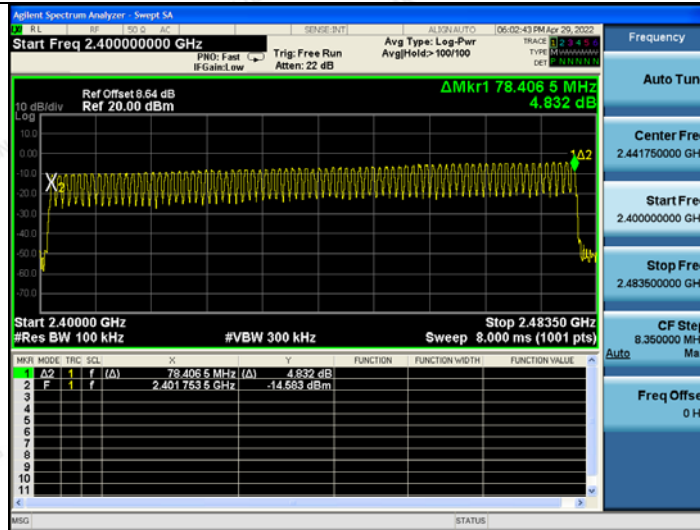 Agilent Spectrum Analyzer - Swept SA
RL RF 50 Ω AC SENSE:INT ALIGN AUTO 06:02:43 PM Apr 29, 2022
Start Freq 2.400000000 GHz
PNO: Fast
IFGain:Low
Trig: Free Run
Atten: 22 dB
Avg Type: Log-Pwr
Avg|Hold:> 100/100
TRACE 1 2 3 4 5 6
TYPE
DET P N N N N N
ΔMkr1 78.406 5 MHz
4.832 dB
Ref Offset 8.64 dB
Ref 20.00 dBm
10 dB/div
Log
10.0
0.00
-10.0
-20.0
-30.0
-40.0
-50.0
-60.0
-70.0
X2
1Δ2
Start 2.40000 GHz
Stop 2.48350 GHz
#Res BW 100 kHz
#VBW 300 kHz
Sweep 8.000 ms (1001 pts)
MKR MODE TRC SCL X Y FUNCTION FUNCTION WIDTH FUNCTION VALUE
1 Δ2 1 f (Δ) 78.406 5 MHz (Δ) 4.832 dB
2 F 1 f 2.401 753 5 GHz -14.583 dBm
3
4
5
6
7
8
9
10
11
MSG
STATUS
Frequency
Auto Tun
Center Fre
2.441750000 GH
Start Fre
2.400000000 GH
Stop Fre
2.483500000 GH
CF Ste
8.350000 MH
Auto Ma
Freq Offse
0 H